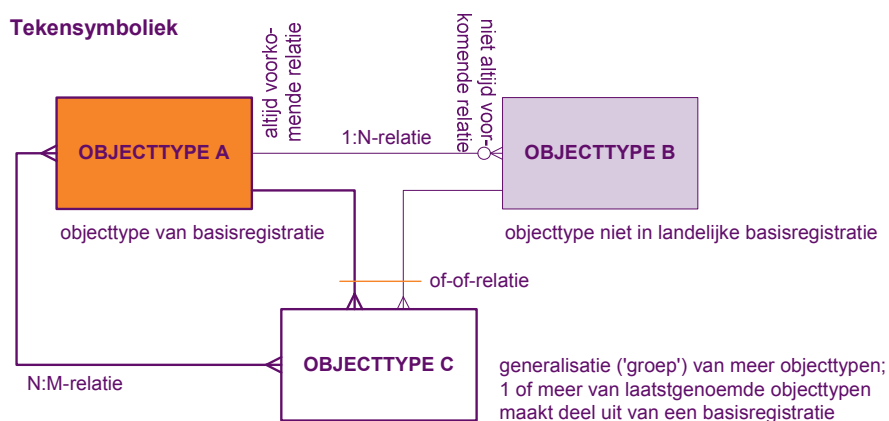 Tekensymboliek
altijd voorko-
mende relatie
niet altijd voor-
komende relatie
1:N-relatie
OBJECTTYPE A
OBJECTTYPE B
objecttype van basisregistratie
objecttype niet in landelijke basisregistratie
of-of-relatie
OBJECTTYPE C
generalisatie ('groep') van meer objecttypen;
1 of meer van laatstgenoemde objecttypen
maakt deel uit van een basisregistratie
N:M-relatie